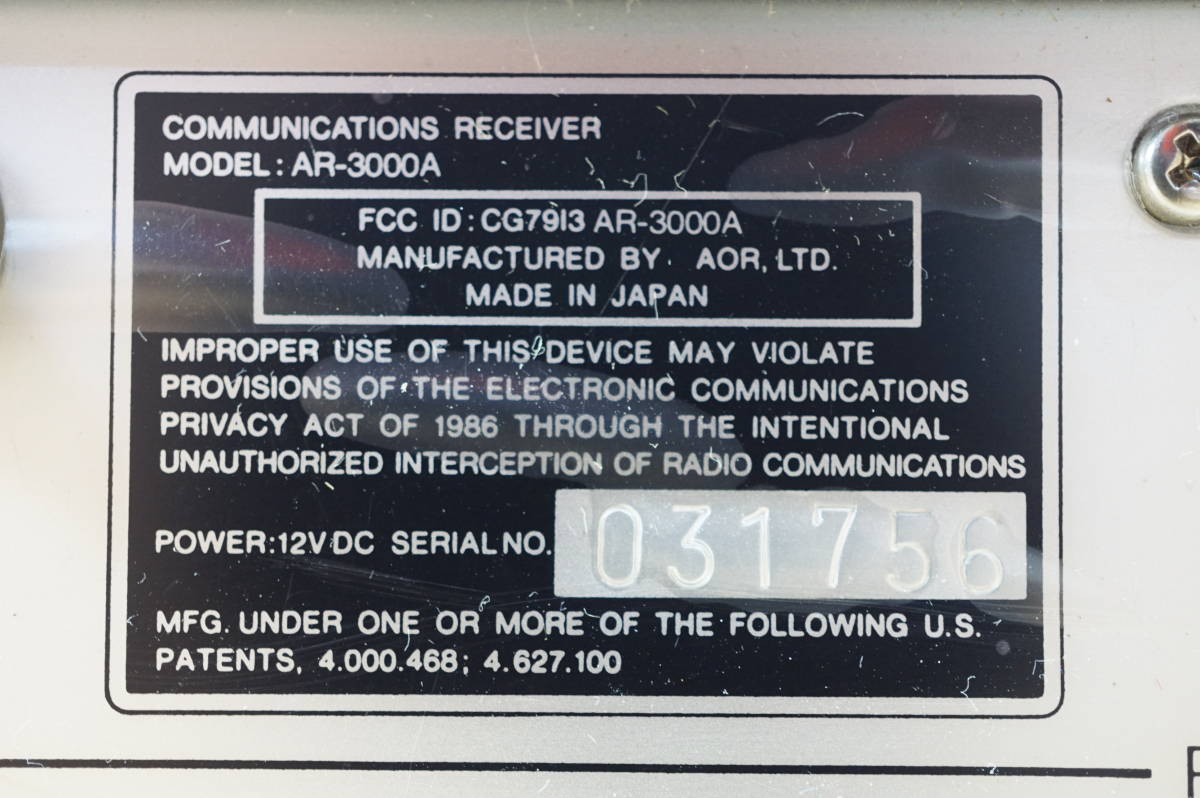 COMMUNICATIONS RECEIVER
MODEL: AR-3000A
FCC ID: CG79I3 AR-3000A
MANUFACTURED BY AOR, LTD.
MADE IN JAPAN
IMPROPER USE OF THIS DEVICE MAY VIOLATE
PROVISIONS OF THE ELECTRONIC COMMUNICATIONS
PRIVACY ACT OF 1986 THROUGH THE INTENTIONAL
UNAUTHORIZED INTERCEPTION OF RADIO COMMUNICATIONS
POWER:12VDC SERIAL NO. 031756
MFG. UNDER ONE OR MORE OF THE FOLLOWING U.S.
PATENTS, 4.000.468; 4.627.100